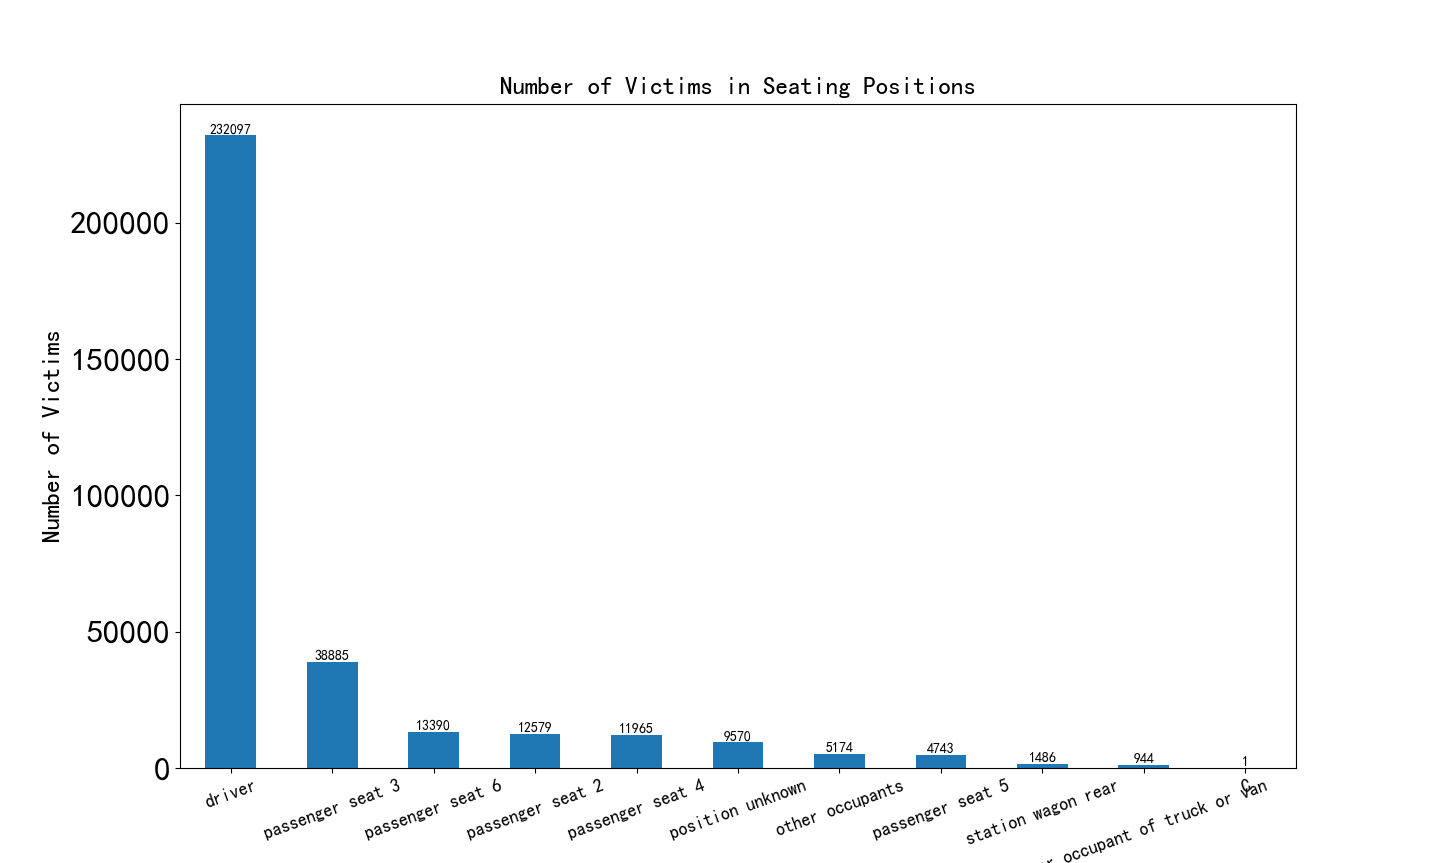 Number of Victims in Seating Positions
Number of Victims
200000
150000
100000
50000
0
232097
38885
13390
12579
11965
9570
5174
4743
1486
944
1
driver
passenger seat 3
passenger seat 6
passenger seat 2
passenger seat 4
position unknown
other occupants
passenger seat 5
station wagon rear
occupant of truck or van
C